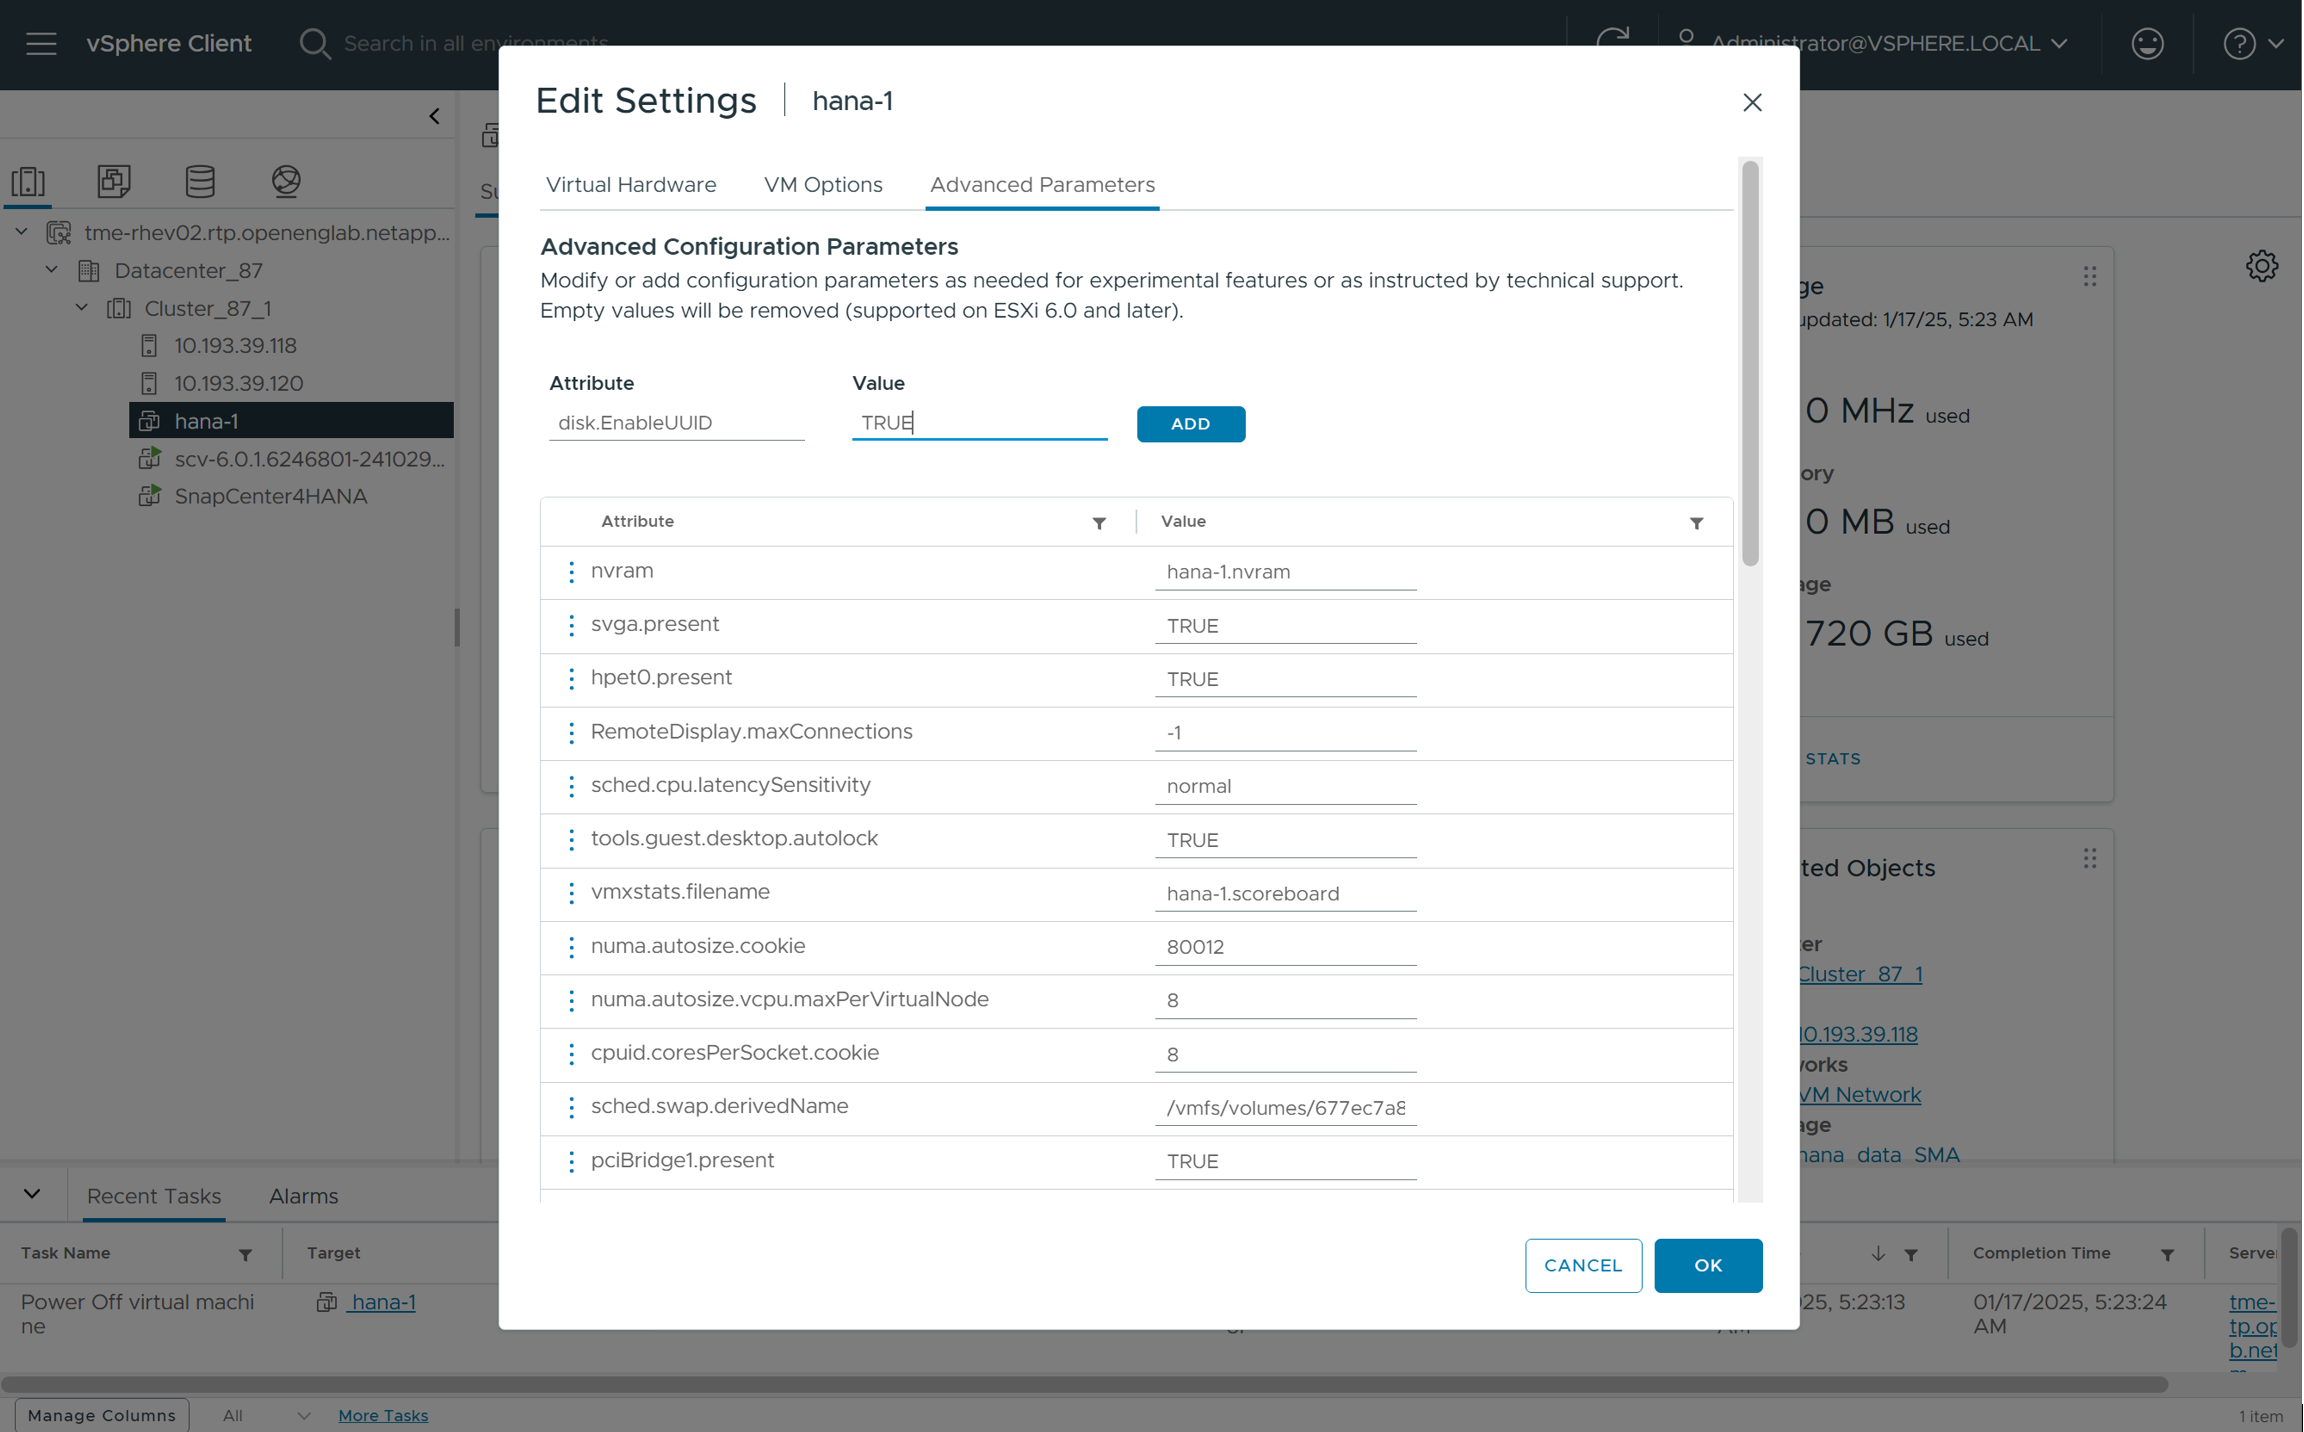 vSphere Client
Search in all environments
Administrator@VSPHERE.LOCAL
Edit Settings
hana-1
Virtual Hardware
VM Options
Advanced Parameters
Advanced Configuration Parameters
Modify or add configuration parameters as needed for experimental features or as instructed by technical support.
Empty values will be removed (supported on ESXi 6.0 and later).
Attribute
Value
disk.EnableUUID
TRUE
ADD
Attribute
Value
nvram
hana-1.nvram
svga.present
TRUE
hpet0.present
TRUE
RemoteDisplay.maxConnections
-1
sched.cpu.latencySensitivity
normal
tools.guest.desktop.autolock
TRUE
vmxstats.filename
hana-1.scoreboard
numa.autosize.cookie
80012
numa.autosize.vcpu.maxPerVirtualNode
8
cpuid.coresPerSocket.cookie
8
sched.swap.derivedName
/vmfs/volumes/677ec7a8
pciBridge1.present
TRUE
CANCEL
OK
tme-rhev02.rtp.openenglab.netapp...
Datacenter_87
Cluster_87_1
10.193.39.118
10.193.39.120
hana-1
scv-6.0.1.6246801-241029...
SnapCenter4HANA
Su
ge
updated: 1/17/25, 5:23 AM
0 MHz used
ory
0 MB used
age
720 GB used
STATS
ted Objects
er
Cluster_87_1
10.193.39.118
works
VM Network
age
hana_data_SMA
Recent Tasks
Alarms
Task Name
Target
Completion Time
Server
Power Off virtual machi
ne
hana-1
25, 5:23:13
AM
01/17/2025, 5:23:24
AM
tme-
tp.op
b.net
Manage Columns
All
More Tasks
1 item